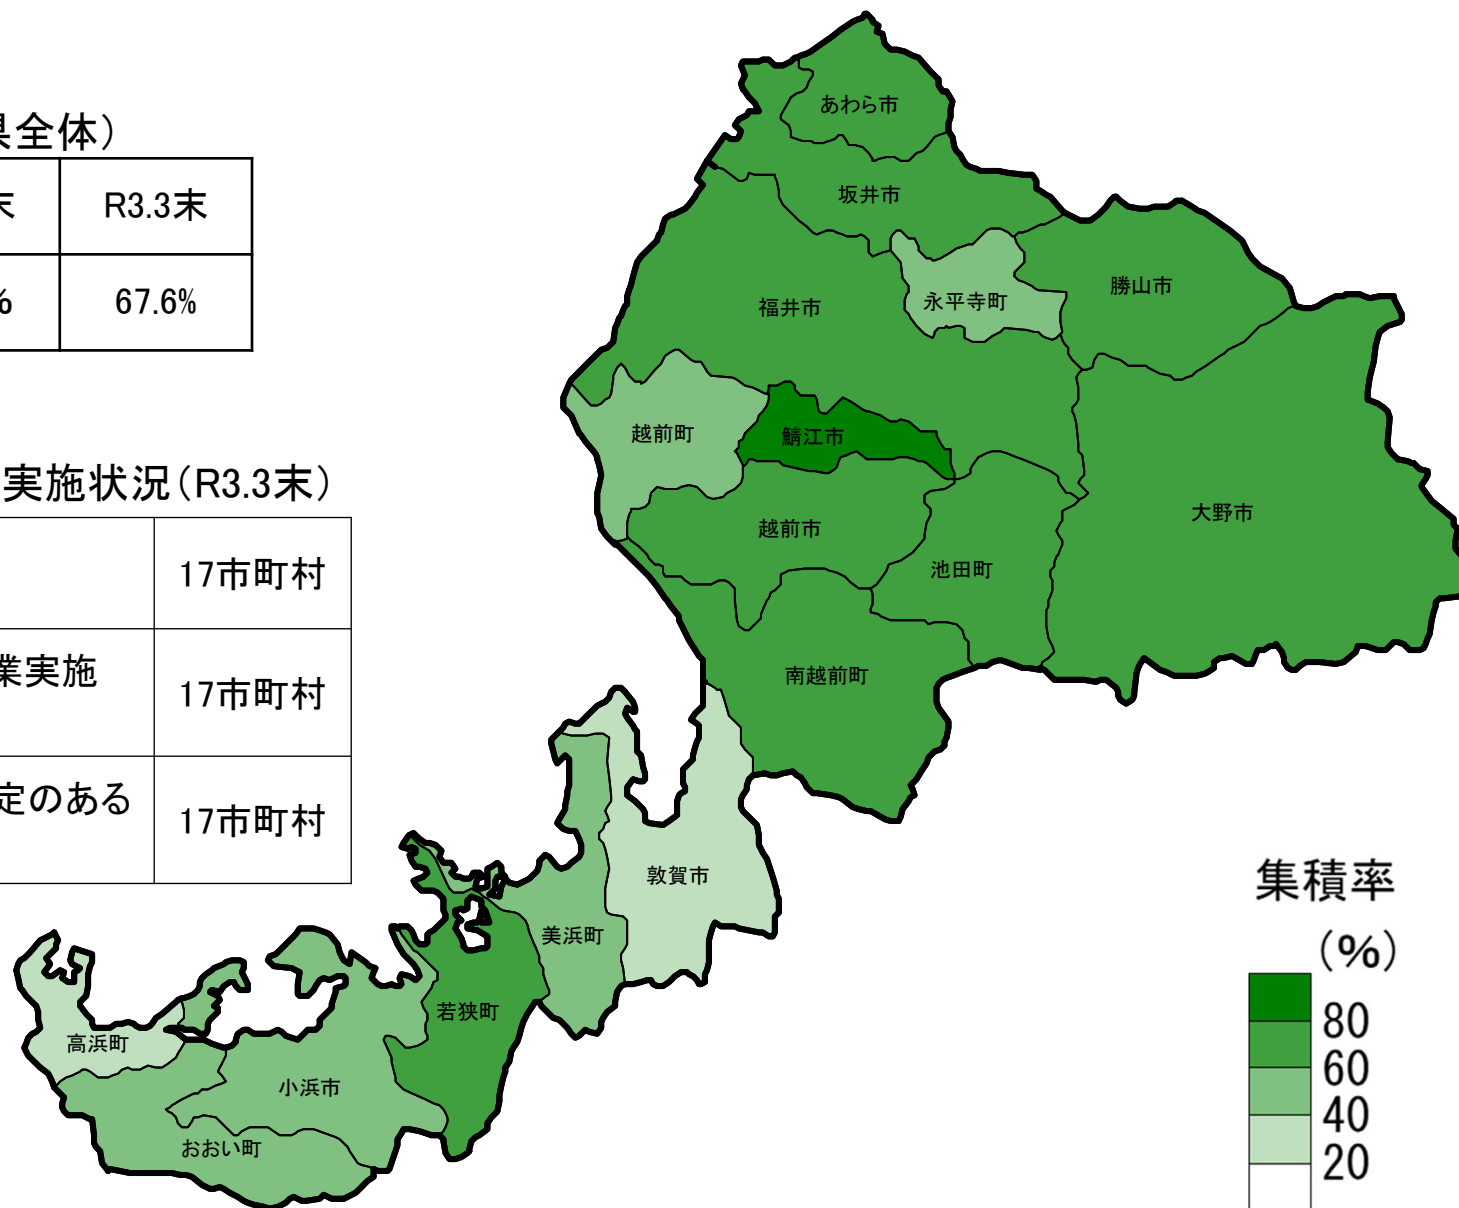 県全体）
末 R3.3末
% 67.6%
実施状況（R3.3末）
17市町村
業実施 17市町村
定のある 17市町村
あわら市
坂井市
勝山市
永平寺町
福井市
越前町
鯖江市
大野市
越前市
池田町
南越前町
敦賀市
美浜町
若狭町
高浜町
小浜市
おおい町
集積率
（%）
80
60
40
20